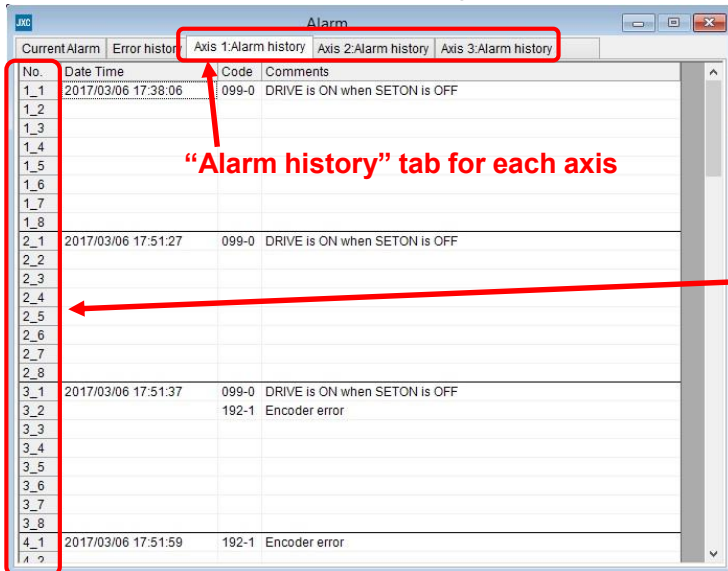 JXC
Alarm
Current Alarm Error history Axis 1:Alarm history Axis 2:Alarm history Axis 3:Alarm history
No. Date Time Code Comments
1_1 2017/03/06 17:38:06 099-0 DRIVE is ON when SETON is OFF
1_2
1_3
1_4
1_5
1_6
1_7
1_8
“Alarm history” tab for each axis
2_1 2017/03/06 17:51:27 099-0 DRIVE is ON when SETON is OFF
2_2
2_3
2_4
2_5
2_6
2_7
2_8
3_1 2017/03/06 17:51:37 099-0 DRIVE is ON when SETON is OFF
3_2 192-1 Encoder error
3_3
3_4
3_5
3_6
3_7
3_8
4_1 2017/03/06 17:51:59 192-1 Encoder error
4_2